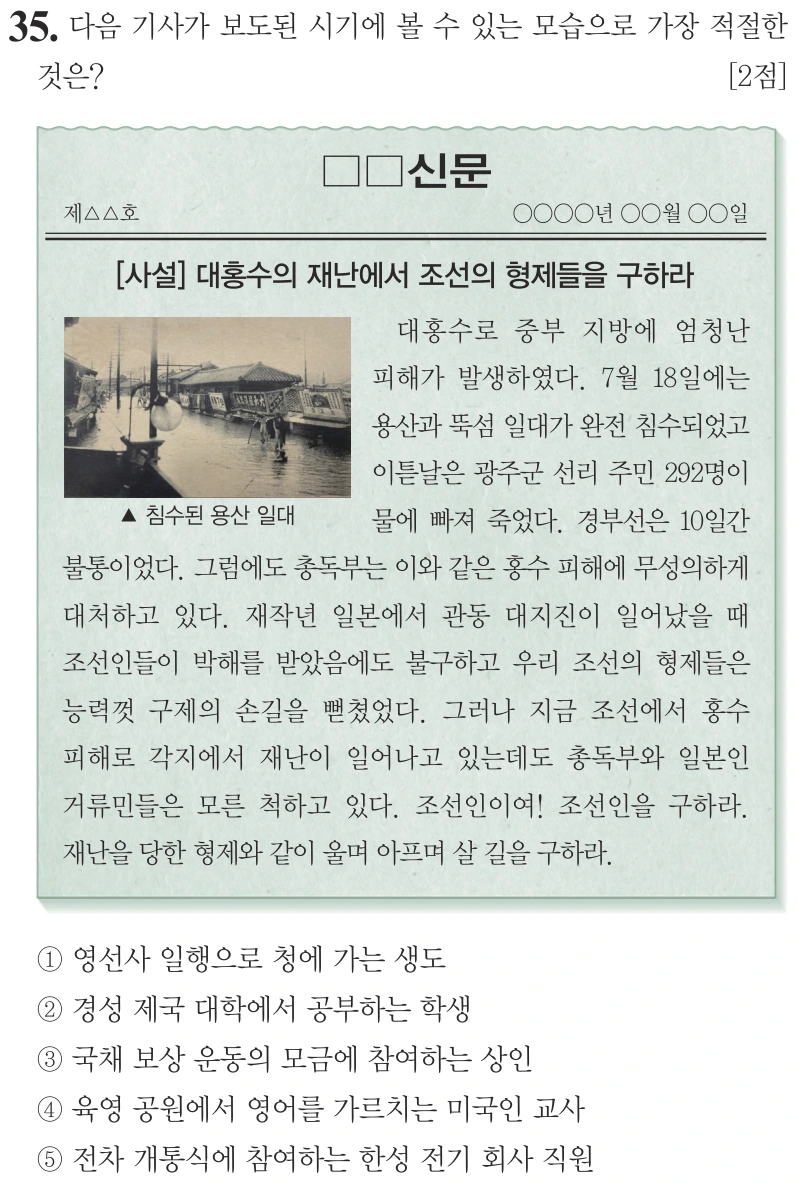 35. 다음 기사가 보도된 시기에 볼 수 있는 모습으로 가장 적절한
것은? [2점]
□□신문
제△△호 ○○○○년 ○○월 ○○일
[사설] 대홍수의 재난에서 조선의 형제들을 구하라
대홍수로 중부 지방에 엄청난
피해가 발생하였다. 7월 18일에는
용산과 뚝섬 일대가 완전 침수되었고
이튿날은 광주군 선리 주민 292명이
물에 빠져 죽었다. 경부선은 10일간
▲ 침수된 용산 일대
불통이었다. 그럼에도 총독부는 이와 같은 홍수 피해에 무성의하게
대처하고 있다. 재작년 일본에서 관동 대지진이 일어났을 때
조선인들이 박해를 받았음에도 불구하고 우리 조선의 형제들은
능력껏 구제의 손길을 뻗쳤었다. 그러나 지금 조선에서 홍수
피해로 각지에서 재난이 일어나고 있는데도 총독부와 일본인
거류민들은 모른 척하고 있다. 조선인이여! 조선인을 구하라.
재난을 당한 형제와 같이 울며 아프며 살 길을 구하라.
① 영선사 일행으로 청에 가는 생도
② 경성 제국 대학에서 공부하는 학생
③ 국채 보상 운동의 모금에 참여하는 상인
④ 육영 공원에서 영어를 가르치는 미국인 교사
⑤ 전차 개통식에 참여하는 한성 전기 회사 직원